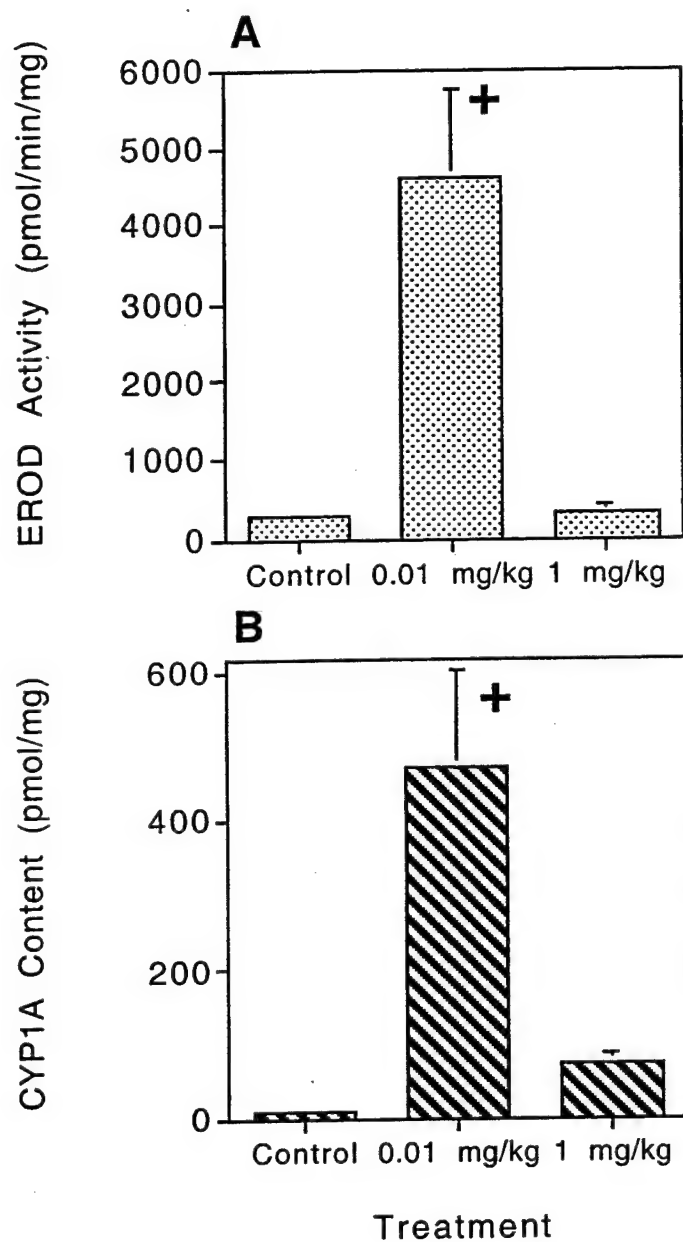 A
EROD Activity (pmol/min/mg)
6000
5000
4000
3000
2000
1000
0
+
Control 0.01 mg/kg 1 mg/kg
B
CYP1A Content (pmol/mg)
600
400
200
0
+
Control 0.01 mg/kg 1 mg/kg
Treatment